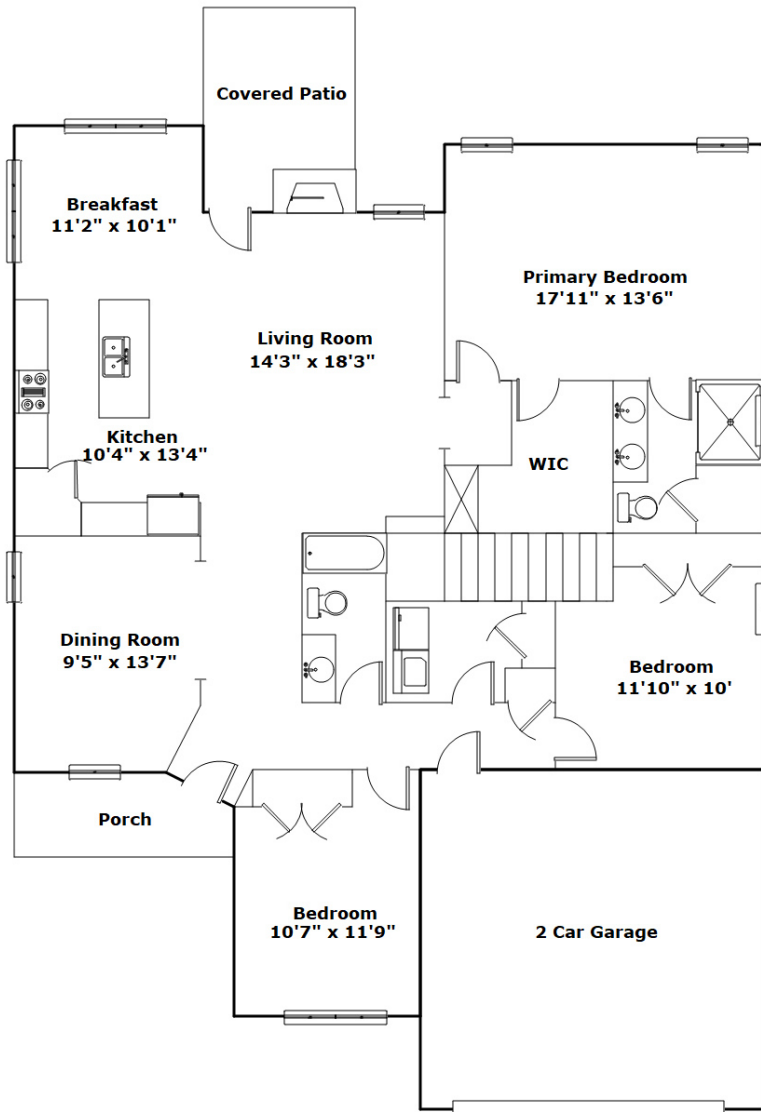 Covered Patio
Breakfast
11'2" x 10'1"
Primary Bedroom
17'11" x 13'6"
Living Room
14'3" x 18'3"
Kitchen
10'4" x 13'4"
WIC
Dining Room
9'5" x 13'7"
Bedroom
11'10" x 10'
Porch
Bedroom
10'7" x 11'9"
2 Car Garage